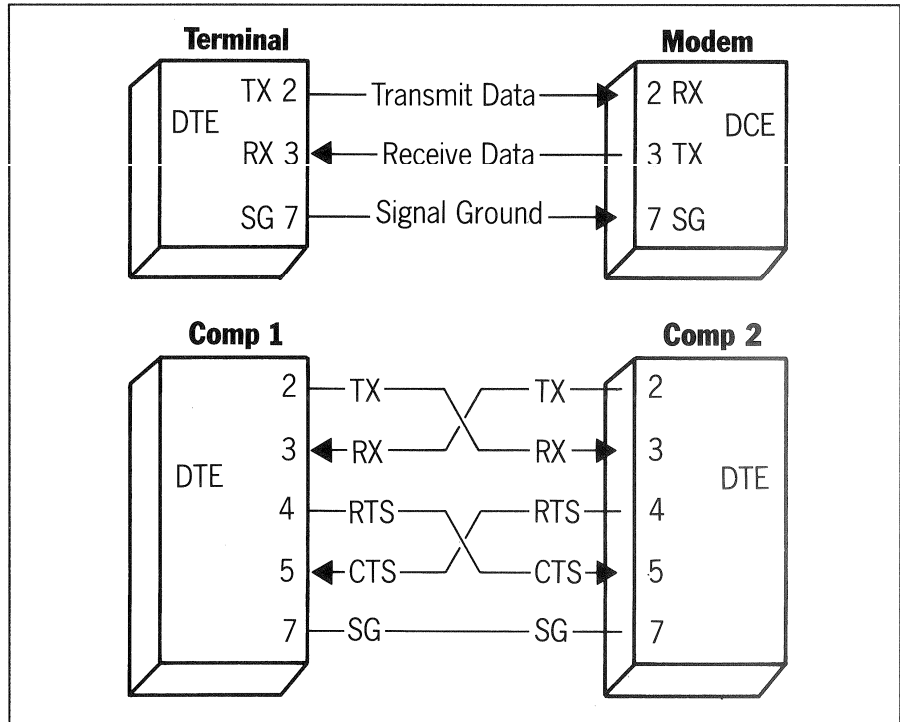 Terminal Modem
TX 2 Transmit Data 2 RX
DTE DCE
RX 3 Receive Data 3 TX
SG 7 Signal Ground 7 SG
Comp 1 Comp 2
2 TX TX 2
3 RX RX 3
DTE DTE
4 RTS RTS 4
5 CTS CTS 5
7 SG SG 7